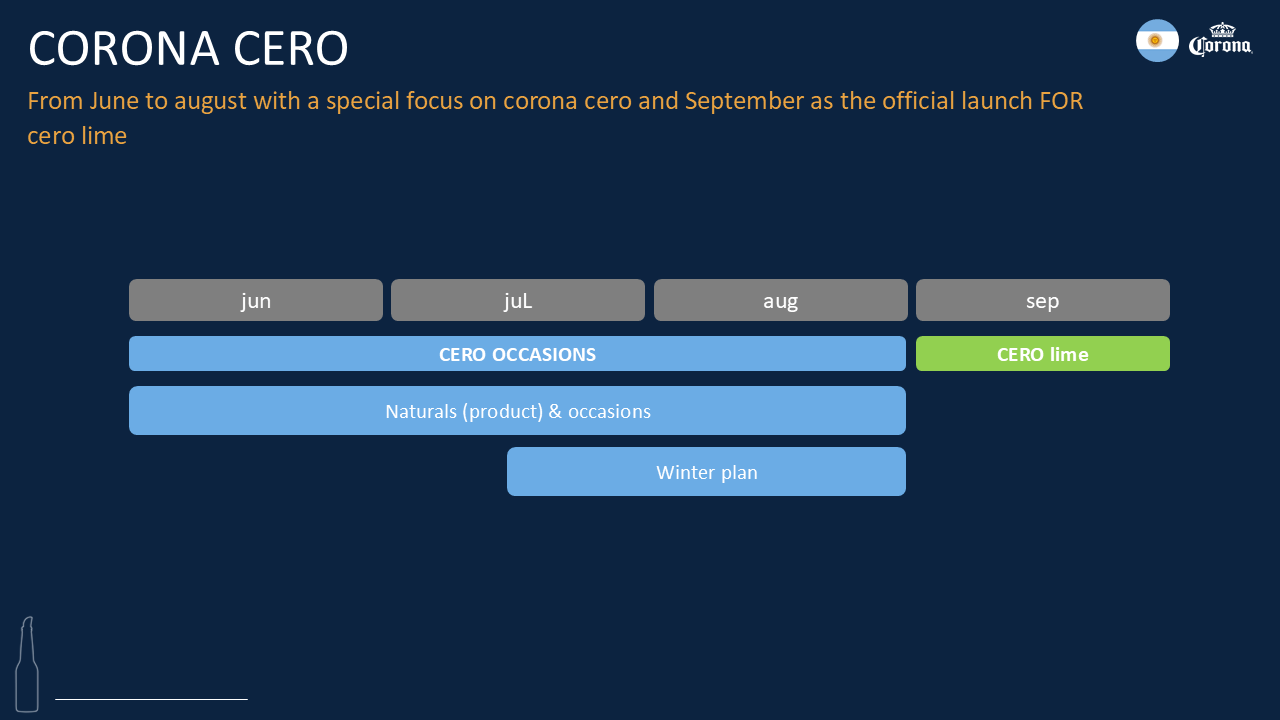 CORONA CERO
Corona
From June to august with a special focus on corona cero and September as the official launch FOR
cero lime
jun juL aug sep
CERO OCCASIONS CERO lime
Naturals (product) & occasions
Winter plan